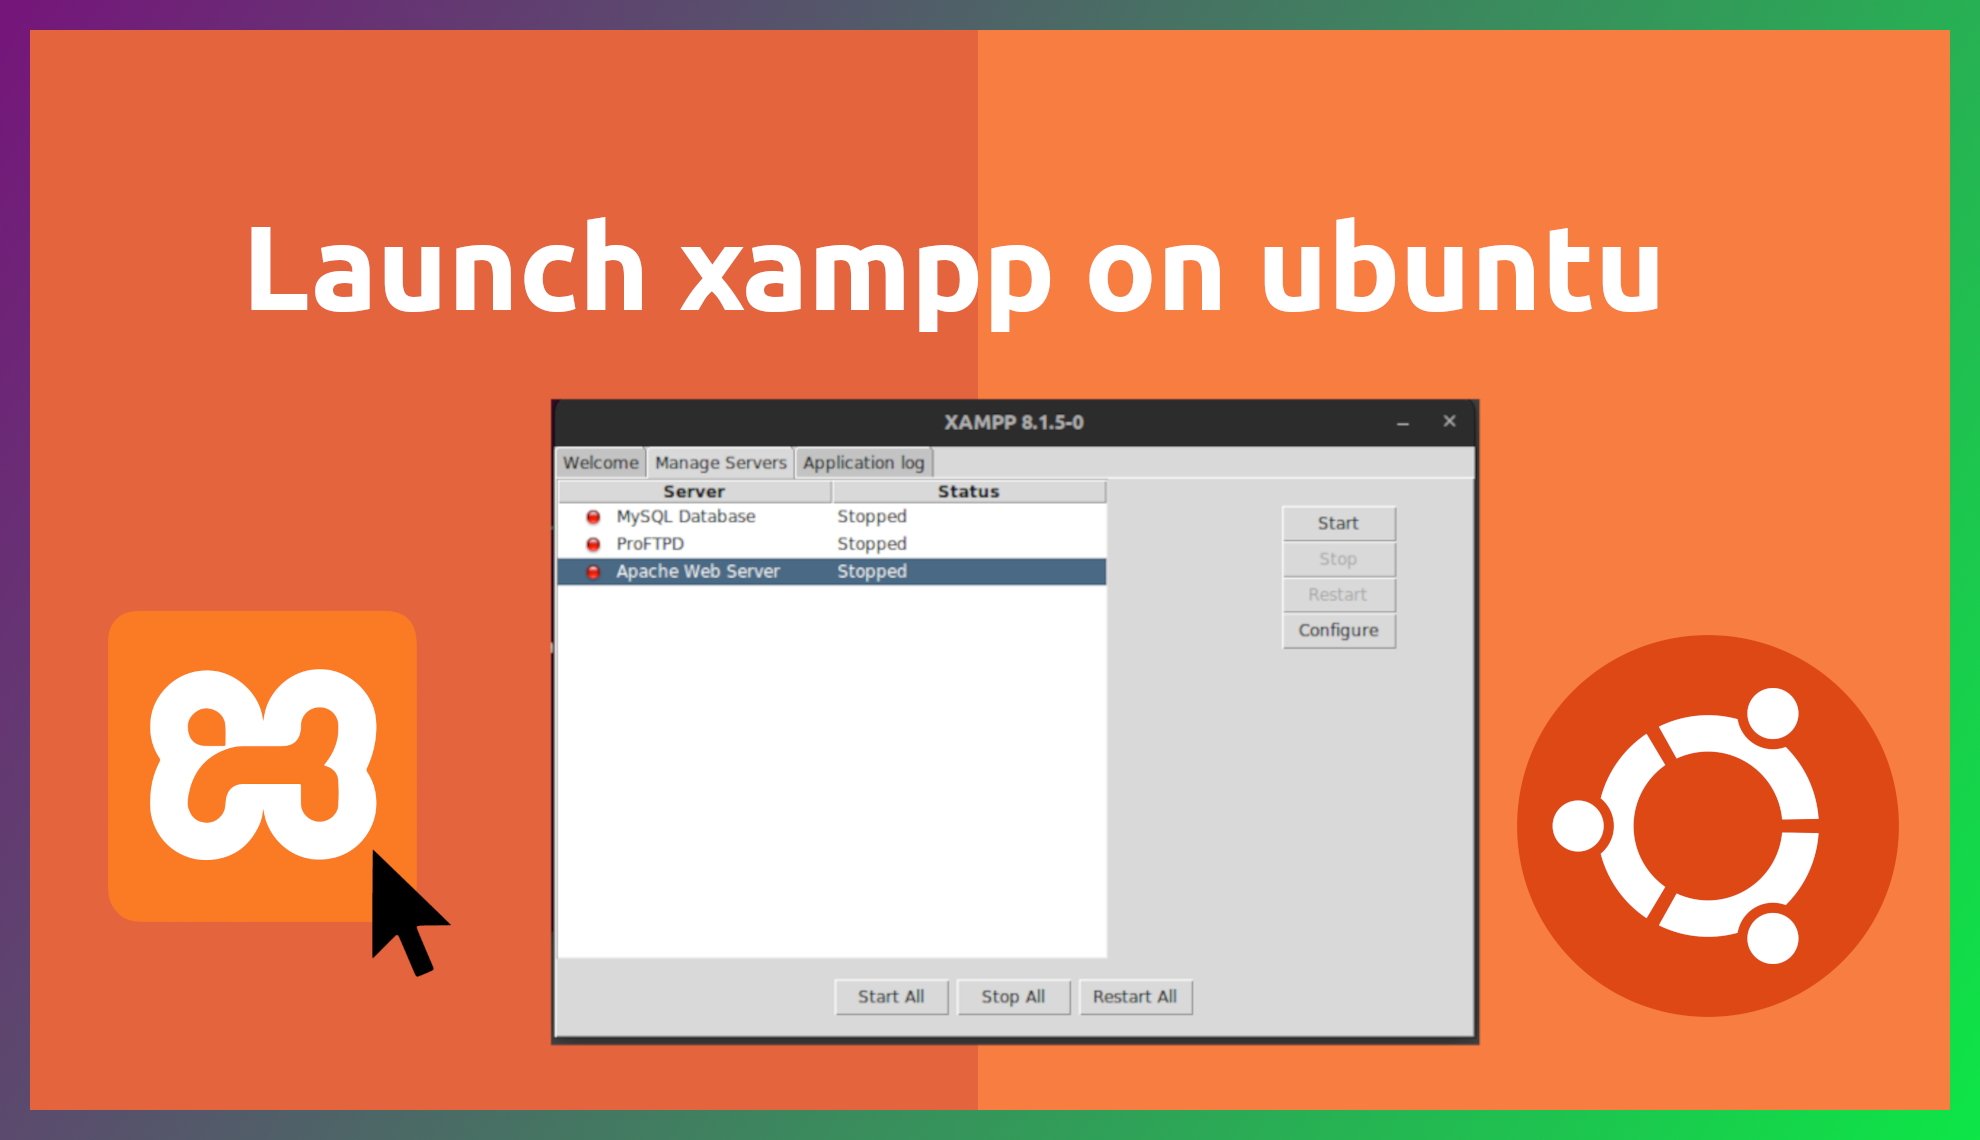 Launch xampp on ubuntu
XAMPP 8.1.5-0
Welcome Manage Servers Application log
Server Status
MySQL Database Stopped
ProFTPD Stopped
Apache Web Server Stopped
Start
Stop
Restart
Configure
Start All Stop All Restart All